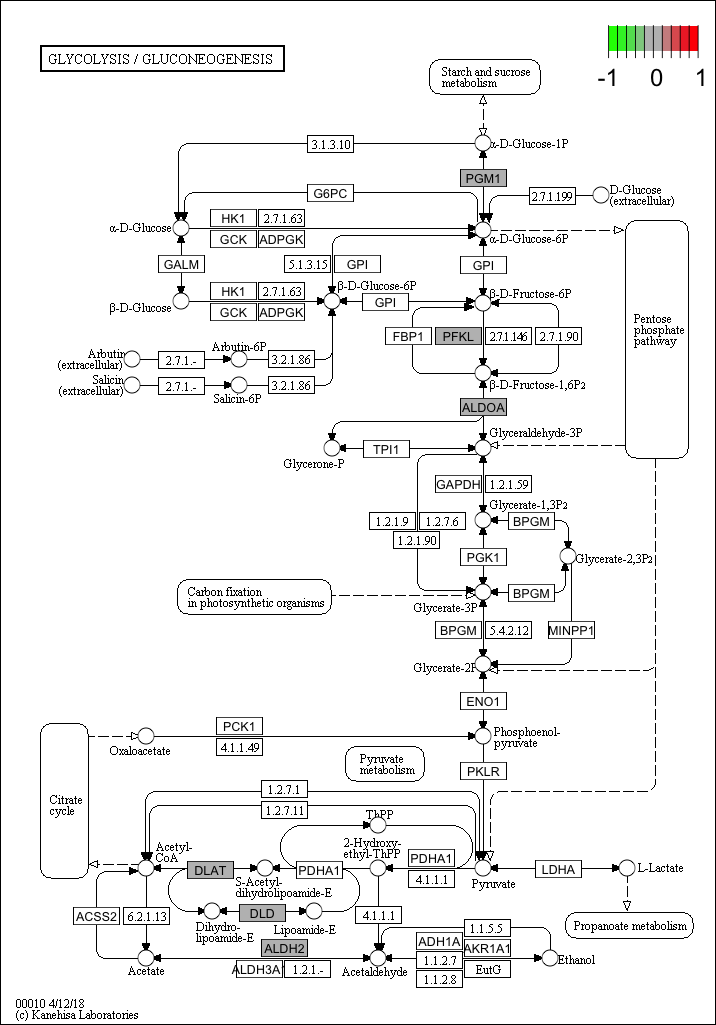 GLYCOLYSIS / GLUCONEOGENESIS
-1 0 1
Starch and sucrose
metabolism
3.1.3.10
α-D-Glucose-1P
PGM1
G6PC
2.7.1.199
D-Glucose
(extracellular)
α-D-Glucose
HK1 2.7.1.63
GCK ADPGK
α-D-Glucose-6P
GALM
5.1.3.15 GPI
GPI
β-D-Glucose-6P
β-D-Glucose
HK1 2.7.1.63
GCK ADPGK
GPI
β-D-Fructose-6P
Pentose
phosphate
pathway
FBP1 PFKL 2.7.1.146 2.7.1.90
Arbutin
(extracellular)
2.7.1.-
Arbutin-6P
3.2.1.86
Salicin
(extracellular)
2.7.1.-
Salicin-6P
3.2.1.86
β-D-Fructose-1,6P2
ALDOA
Glyceraldehyde-3P
Glycerone-P
TPI1
GAPDH 1.2.1.59
Glycerate-1,3P2
1.2.1.9 1.2.7.6
1.2.1.90
BPGM
PGK1
Glycerate-2,3P2
Carbon fixation
in photosynthetic organisms
BPGM
Glycerate-3P
BPGM 5.4.2.12
MINPP1
Glycerate-2P
ENO1
PCK1
4.1.1.49
Oxaloacetate
Phosphoenol-
pyruvate
Pyruvate
metabolism
PKLR
Citrate
cycle
1.2.7.1
1.2.7.11
ThPP
Acetyl-
CoA
2-Hydroxy-
ethyl-ThPP
DLAT
S-Acetyl-
dihydrolipoamide-E
PDHA1
PDHA1
4.1.1.1
Pyruvate
LDHA
L-Lactate
ACSS2 6.2.1.13
Dihydro-
lipoamide-E
DLD
Lipoamide-E
4.1.1.1
Propanoate metabolism
ALDH2
ALDH3A 1.2.1.-
Acetate
Acetaldehyde
1.1.5.5
ADH1A AKR1A1
1.1.2.7 EutG
1.1.2.8
Ethanol
00010 4/12/18
(c) Kanehisa Laboratories